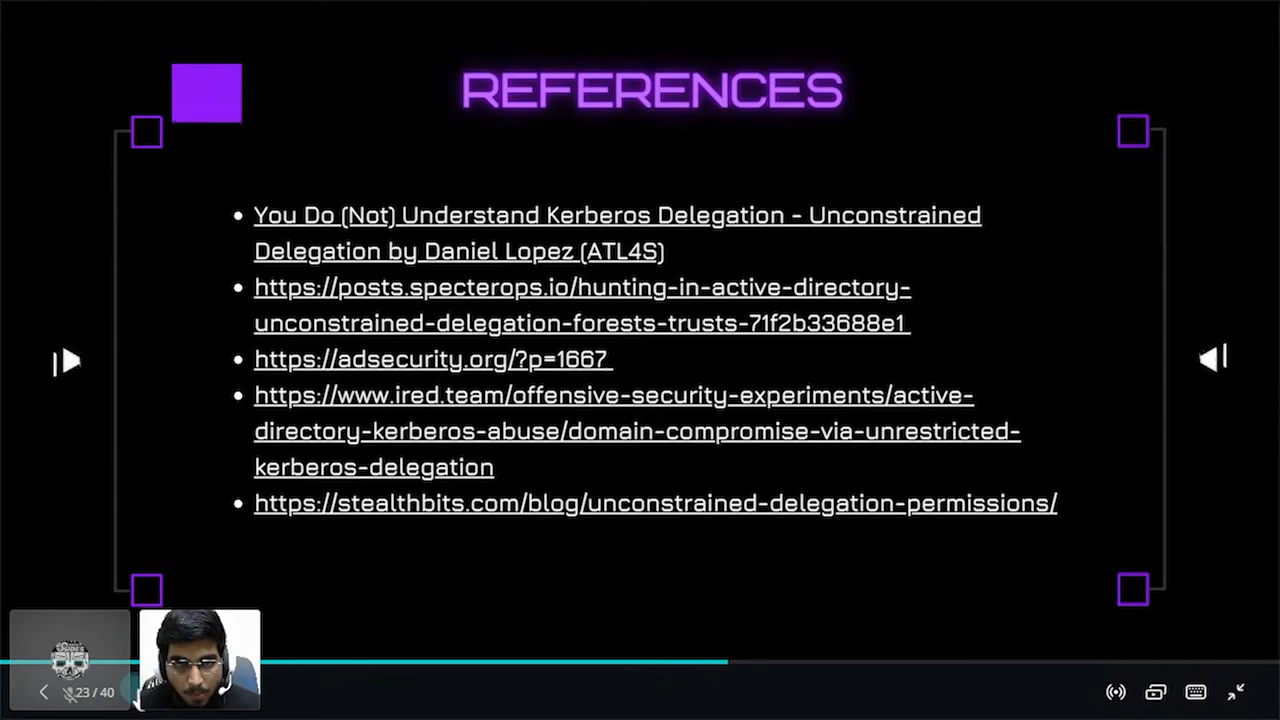 REFERENCES
You Do (Not) Understand Kerberos Delegation - Unconstrained
Delegation by Daniel Lopez (ATL4S)
https://posts.specterops.io/hunting-in-active-directory-
unconstrained-delegation-forests-trusts-71f2b33688e1
https://adsecurity.org/?p=1667
https://www.ired.team/offensive-security-experiments/active-
directory-kerberos-abuse/domain-compromise-via-unrestricted-
kerberos-delegation
https://stealthbits.com/blog/unconstrained-delegation-permissions/
SIDES
23 / 40